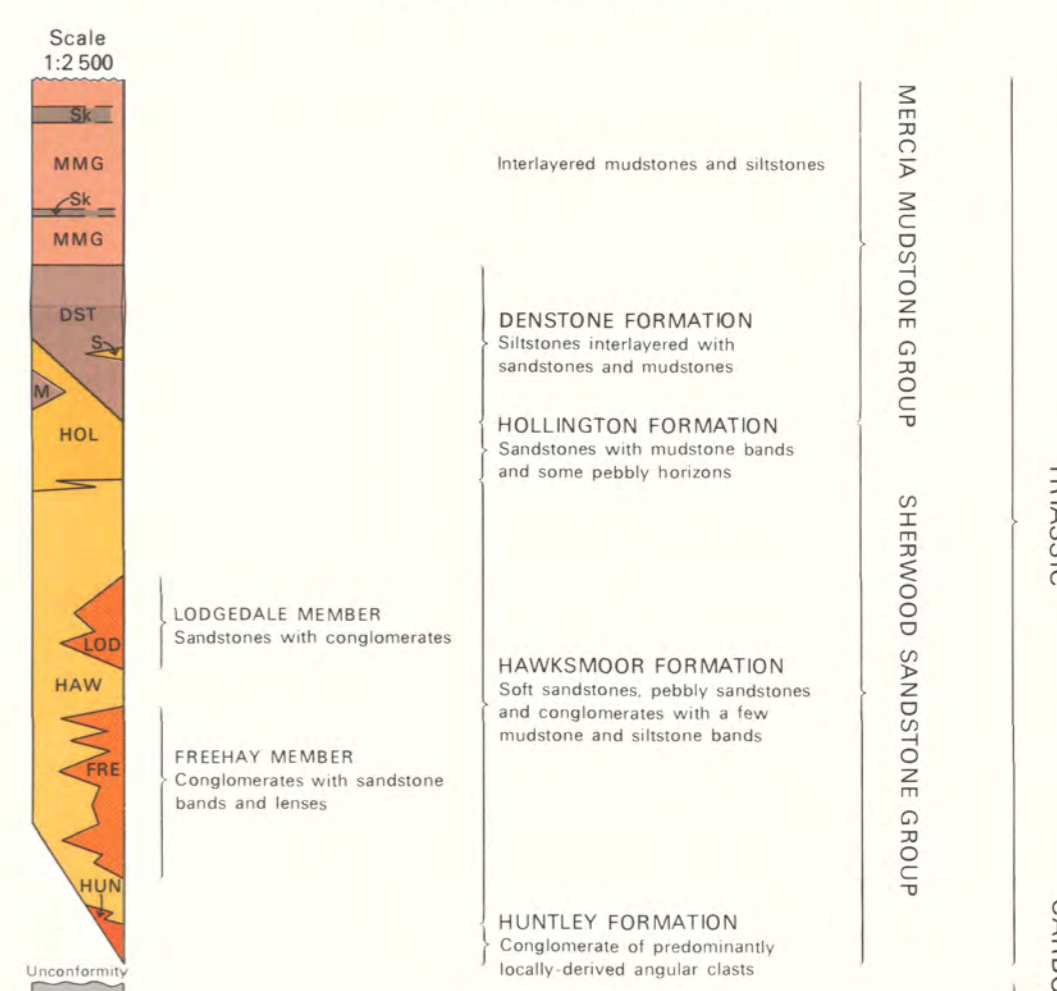 Scale
1:2 500
Sk
MMG
Sk
MMG
DST
S
M
HOL
LOD
HAW
FRE
HUN
Unconformity
LODGEDALE MEMBER
Sandstones with conglomerates
FREEHAY MEMBER
Conglomerates with sandstone
bands and lenses
Interlayered mudstones and siltstones
DENSTONE FORMATION
Siltstones interlayered with
sandstones and mudstones
HOLLINGTON FORMATION
Sandstones with mudstone bands
and some pebbly horizons
HAWKSMOOR FORMATION
Soft sandstones, pebbly sandstones
and conglomerates with a few
mudstone and siltstone bands
HUNTLEY FORMATION
Conglomerate of predominantly
locally-derived angular clasts
MERCIA MUDSTONE GROUP
SHERWOOD SANDSTONE GROUP
TRIASSIC